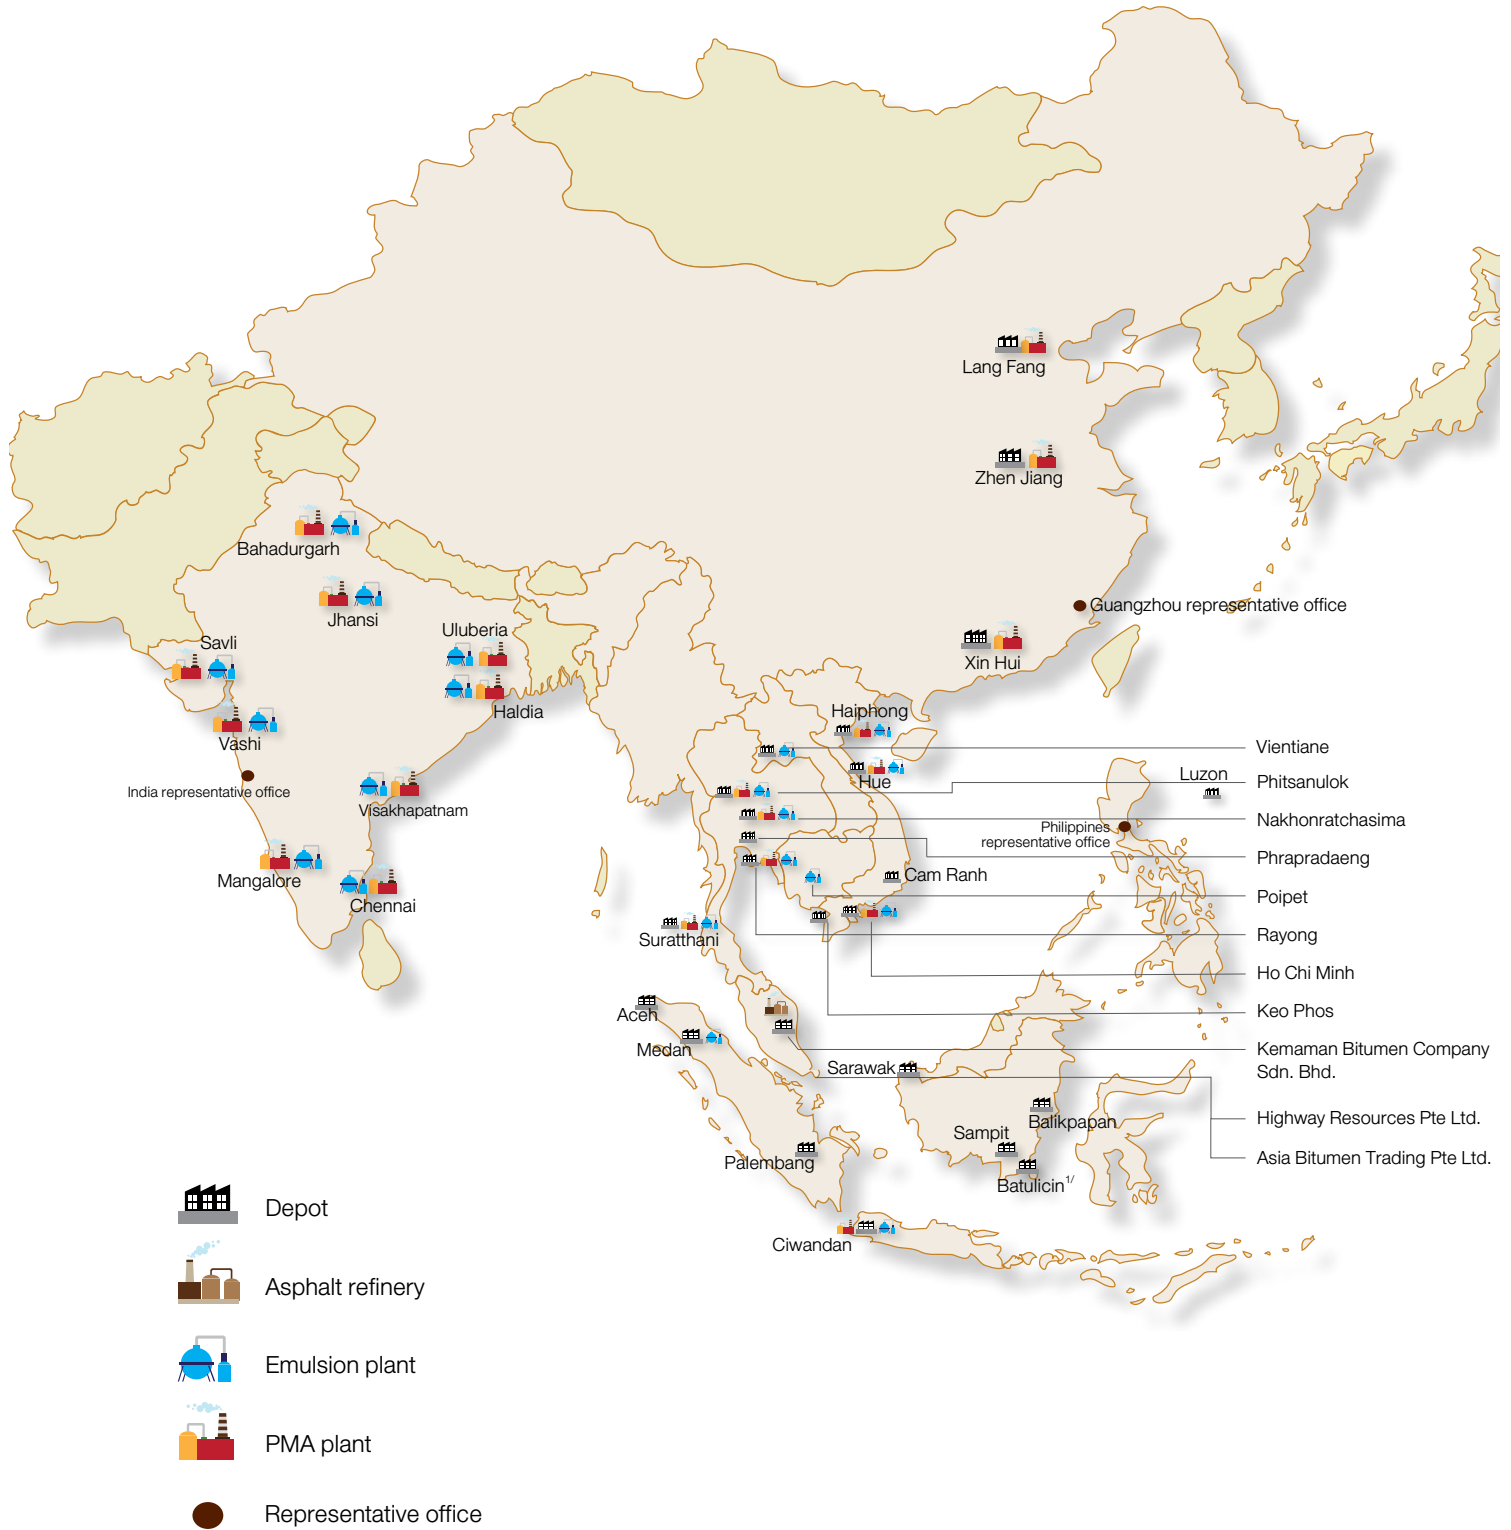 Lang Fang
Zhen Jiang
Bahadurgarh
Jhansi
Guangzhou representative office
Uluberia
Savli
Xin Hui
Haldia
Haiphong
Vashi
Vientiane
India representative office
Hue
Luzon
Phitsanulok
Visakhapatnam
Nakhonratchasima
Philippines
representative office
Phrapradaeng
Mangalore
Cam Ranh
Chennai
Poipet
Suratthani
Rayong
Ho Chi Minh
Aceh
Keo Phos
Medan
Kemaman Bitumen Company
Sdn. Bhd.
Sarawak
Balikpapan
Highway Resources Pte Ltd.
Sampit
Palembang
Asia Bitumen Trading Pte Ltd.
Batulicin1/
Ciwandan
Depot
Asphalt refinery
Emulsion plant
PMA plant
Representative office